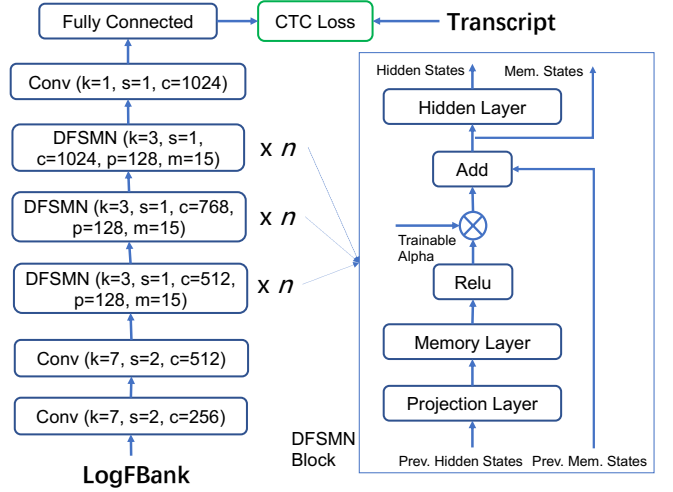 Fully Connected
CTC Loss
Transcript
Conv (k=1, s=1, c=1024)
DFSMN (k=3, s=1,
c=1024, p=128, m=15)
x n
DFSMN (k=3, s=1, c=768,
p=128, m=15)
x n
DFSMN (k=3, s=1, c=512,
p=128, m=15)
x n
Conv (k=7, s=2, c=512)
Conv (k=7, s=2, c=256)
LogFBank
Hidden States
Mem. States
Hidden Layer
Add
Trainable
Alpha
Relu
Memory Layer
Projection Layer
DFSMN
Block
Prev. Hidden States
Prev. Mem. States